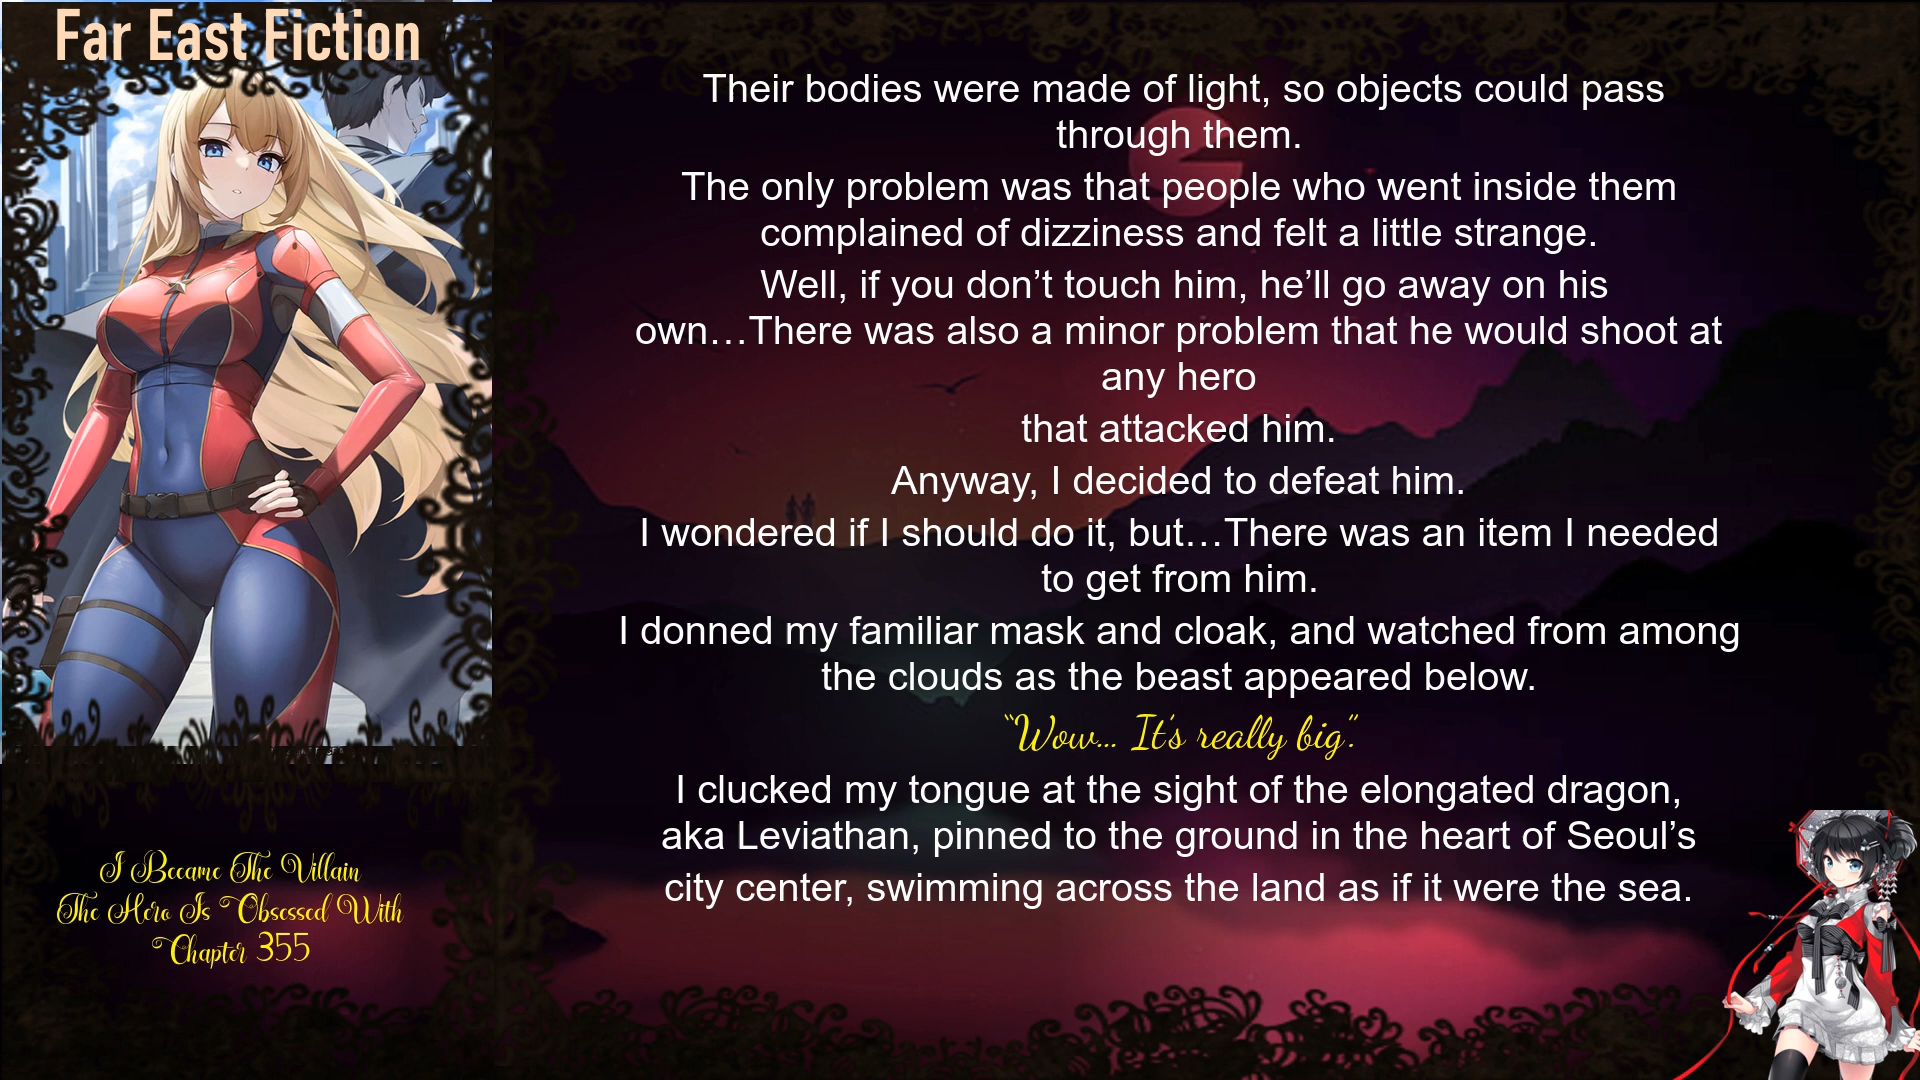 Far East Fiction
Their bodies were made of light, so objects could pass
through them.
The only problem was that people who went inside them
complained of dizziness and felt a little strange.
Well, if you don’t touch him, he’ll go away on his
own…There was also a minor problem that he would shoot at
any hero
that attacked him.
Anyway, I decided to defeat him.
I wondered if I should do it, but…There was an item I needed
to get from him.
I donned my familiar mask and cloak, and watched from among
the clouds as the beast appeared below.
“Wow… It’s really big.”
I clucked my tongue at the sight of the elongated dragon,
aka Leviathan, pinned to the ground in the heart of Seoul’s
city center, swimming across the land as if it were the sea.
I Became The Villain
The Hero Is Obsessed With
Chapter 355